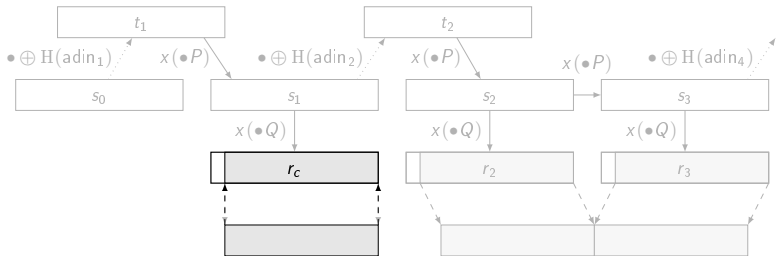 t₁ t₂
• ⊕ H(adin₁) x(•P) • ⊕ H(adin₂) x(•P) x(•P) • ⊕ H(adin₄)
s₀ s₁ s₂ s₃
x(•Q) x(•Q) x(•Q)
r_c r₂ r₃